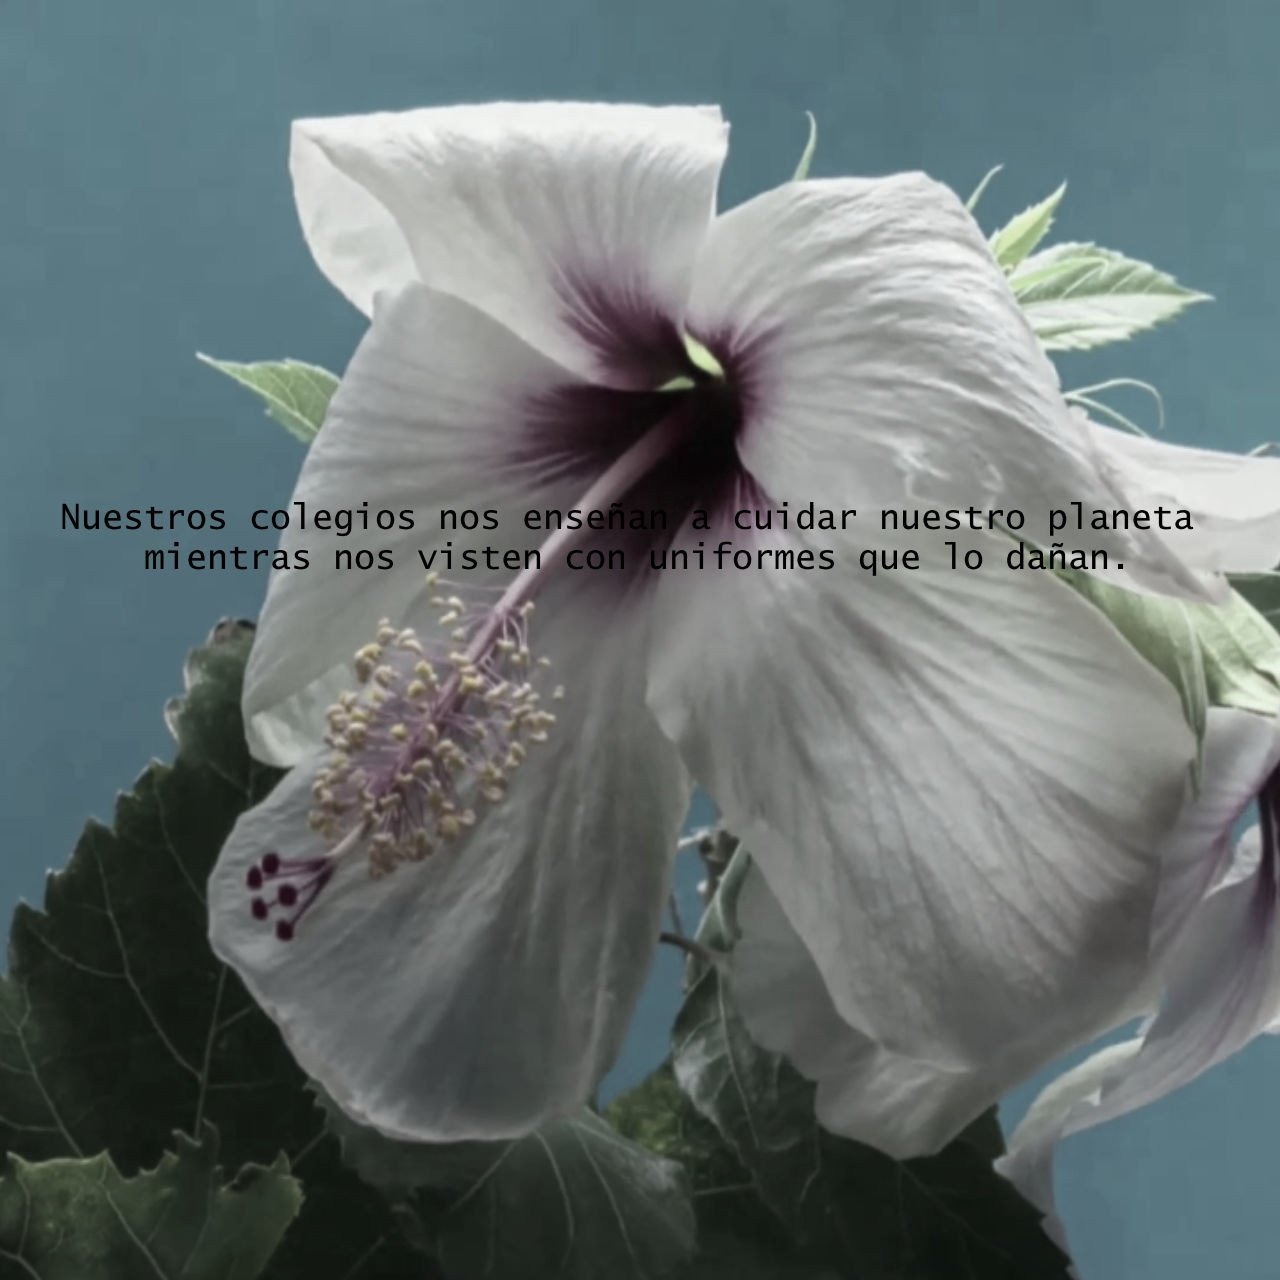 Nuestros colegios nos enseñan a cuidar nuestro planeta
mientras nos visten con uniformes que lo dañan.